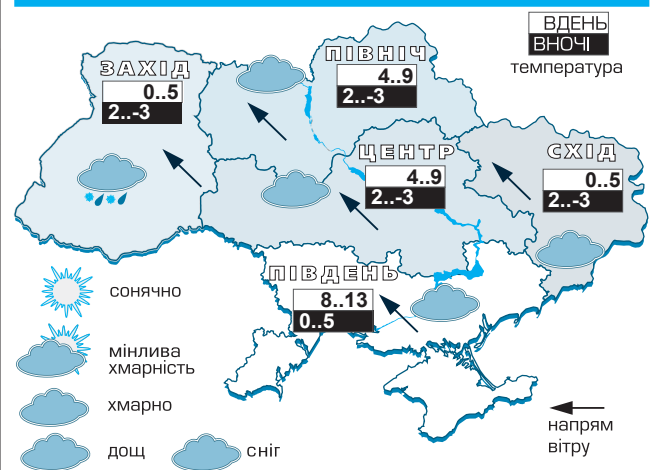 ВДЕНЬ
ВНОЧІ
температура
ПІВНІЧ
4..9
2..-3
ЗАХІД
0..5
2..-3
ЦЕНТР
4..9
2..-3
СХІД
0..5
2..-3
ПІВДЕНЬ
8..13
0..5
сонячно
мінлива
хмарність
хмарно
дощ
сніг
напрям
вітру